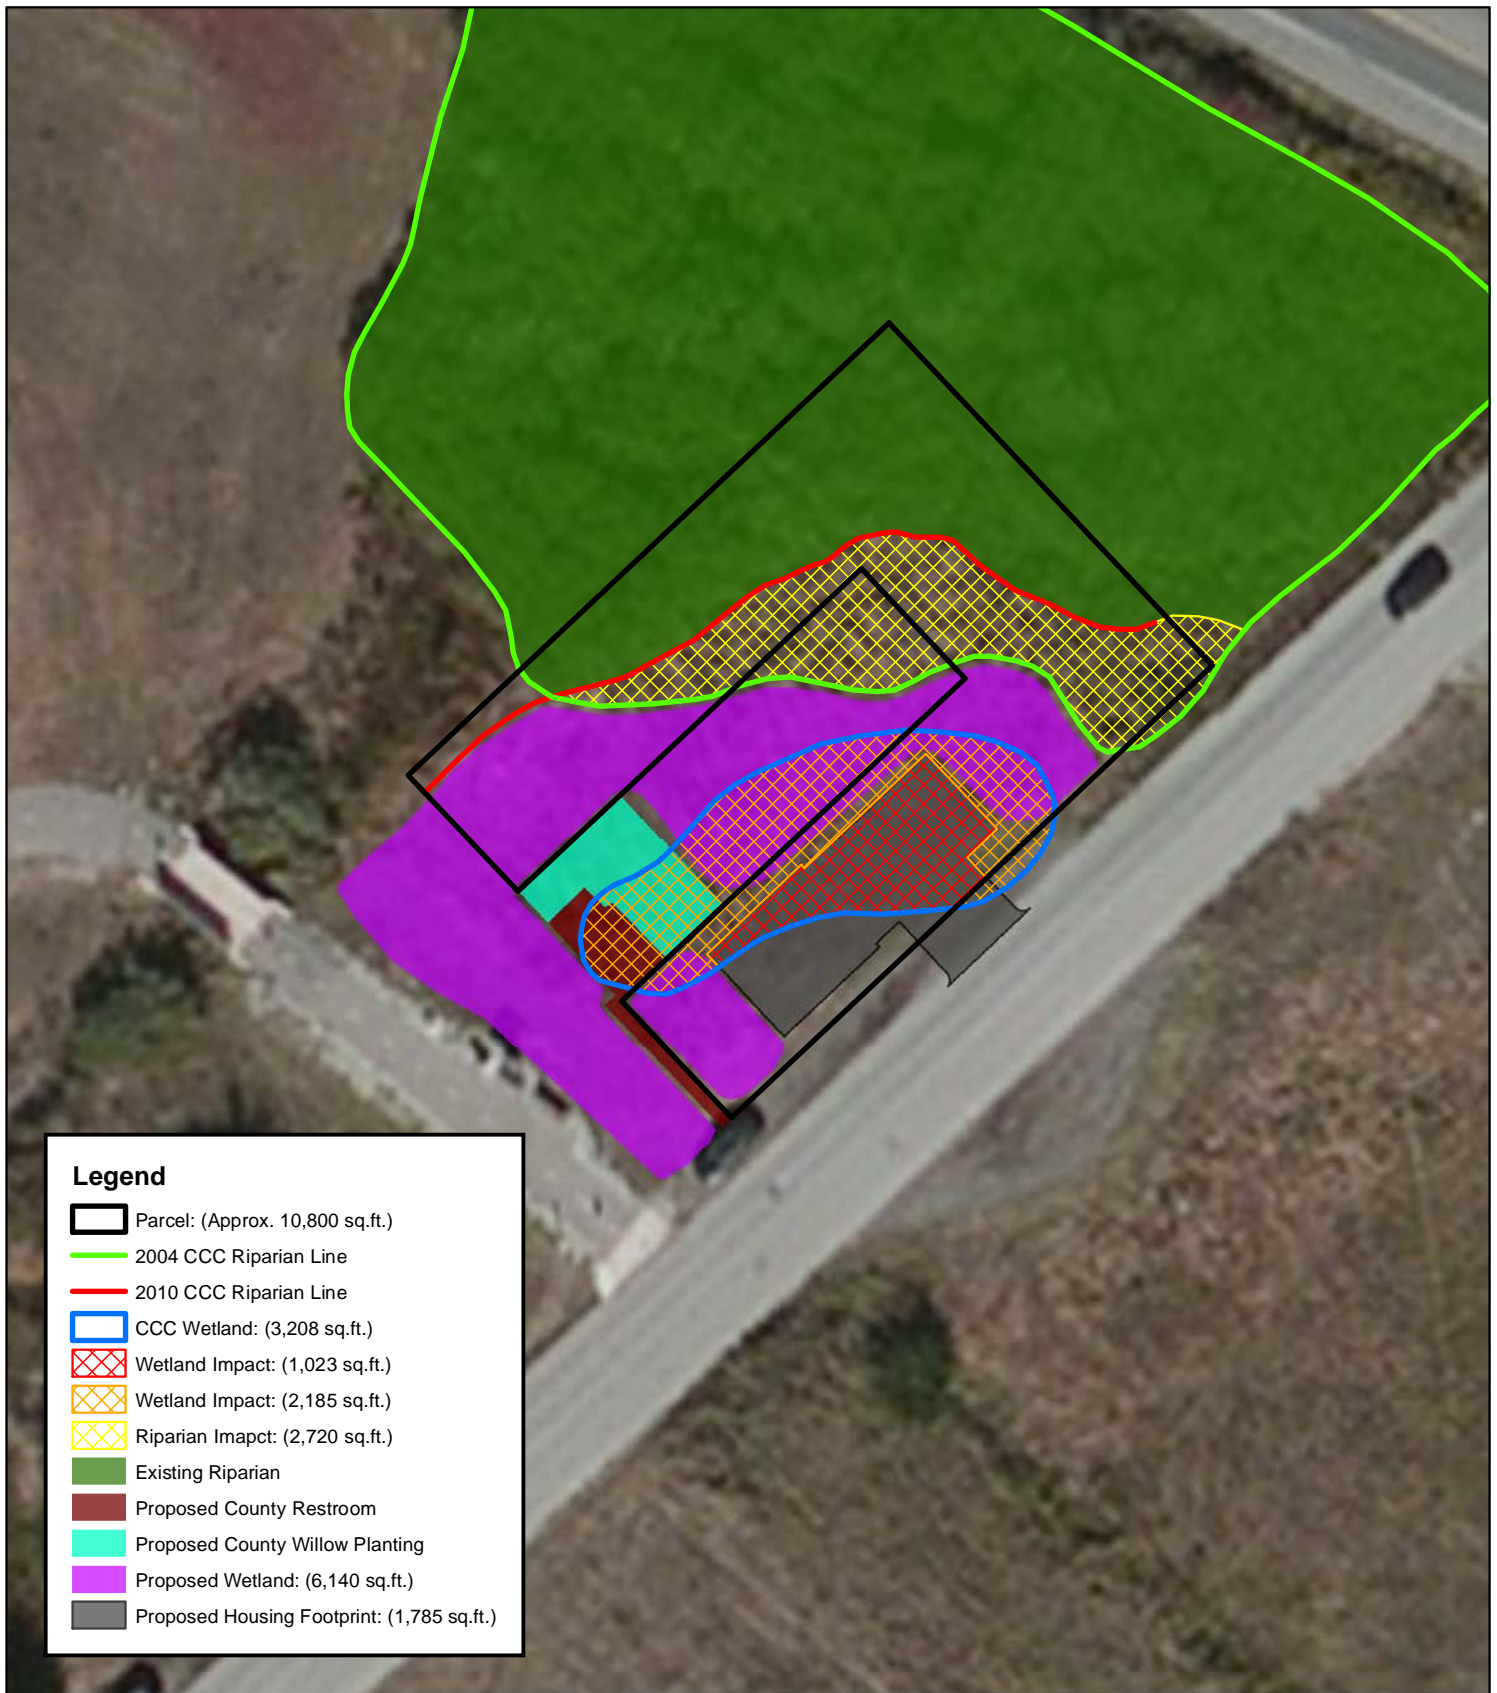 Legend
Parcel: (Approx. 10,800 sq.ft.)
2004 CCC Riparian Line
2010 CCC Riparian Line
CCC Wetland: (3,208 sq.ft.)
Wetland Impact: (1,023 sq.ft.)
Wetland Impact: (2,185 sq.ft.)
Riparian Imapct: (2,720 sq.ft.)
Existing Riparian
Proposed County Restroom
Proposed County Willow Planting
Proposed Wetland: (6,140 sq.ft.)
Proposed Housing Footprint: (1,785 sq.ft.)